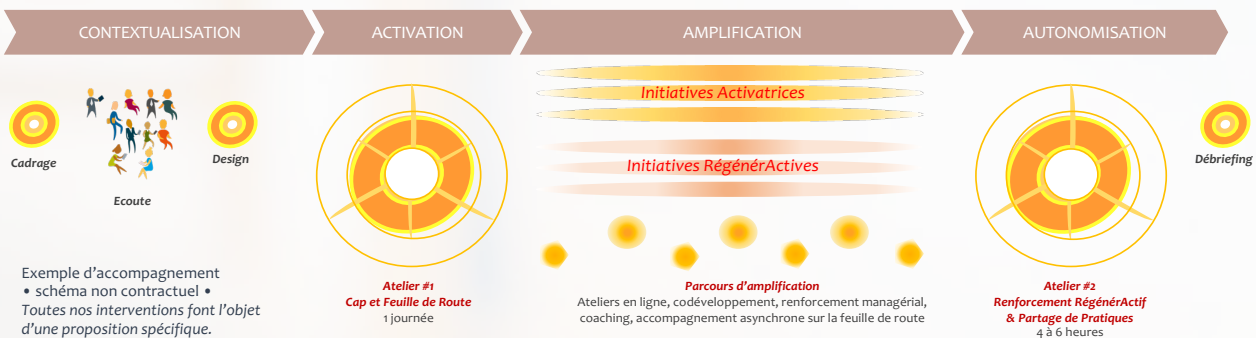 CONTEXTUALISATION
ACTIVATION
AMPLIFICATION
AUTONOMISATION
Cadrage
Ecoute
Design
Exemple d'accompagnement
• schéma non contractuel •
Toutes nos interventions font l'objet
d'une proposition spécifique.
Atelier #1
Cap et Feuille de Route
1 journée
Initiatives Activatrices
Initiatives RégénérActives
Parcours d'amplification
Ateliers en ligne, codéveloppement, renforcement managérial,
coaching, accompagnement asynchrone sur la feuille de route
Atelier #2
Renforcement RégénérActif
& Partage de Pratiques
4 à 6 heures
Débriefing